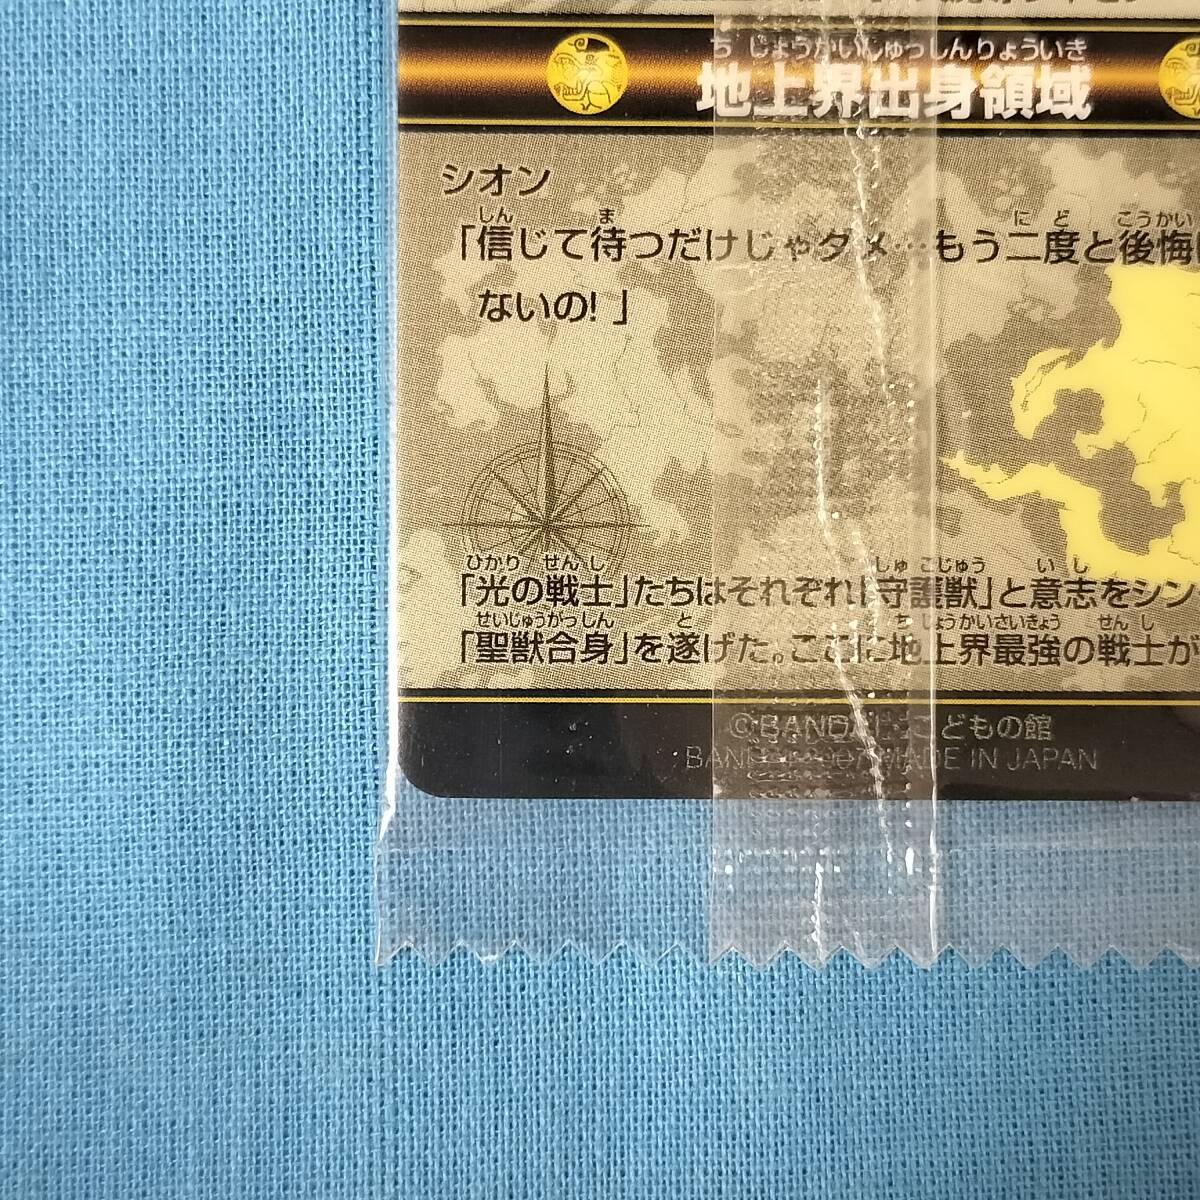 ち じょうかいしゅっしんりょういき
地上界出身領域
シオン
しん ま に ど こうかい
「信じて待つだけじゃダメ…もう二度と後悔
ないの!」
ひかり せんし しゅ ごじゅう い し
「光の戦士」たちはそれぞれ「守護獣」と意志をシン
せいじゅうがっしん と ち じょうかいさいきょう せんし
「聖獣合身」を遂げた。ここに地上界最強の戦士が
©BANDAI・こどもの館
MADE IN JAPAN